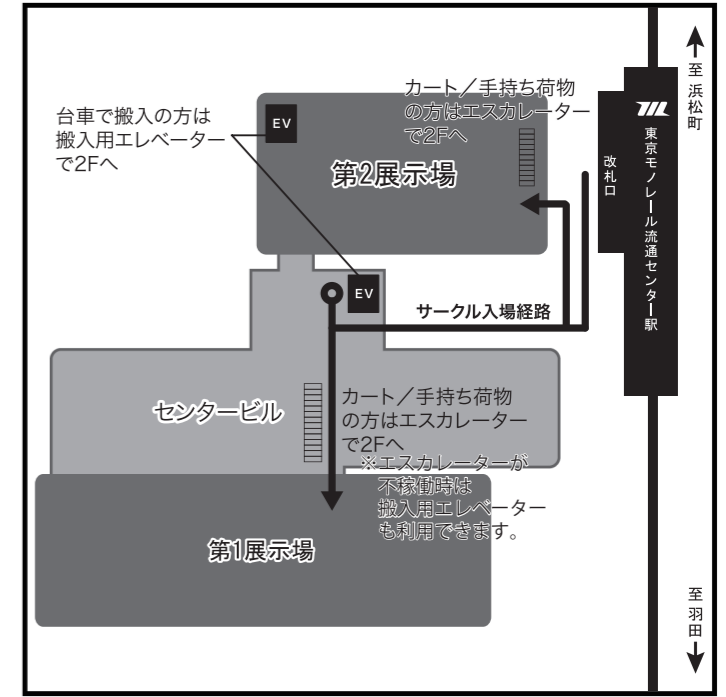 至 浜松町
カート／手持ち荷物
の方はエスカレーター
で2Fへ
台車で搬入の方は
搬入用エレベーター
で2Fへ
EV
第2展示場
改札口
東京モノレール流通センター駅
EV
サークル入場経路
カート／手持ち荷物
の方はエスカレーター
で2Fへ
※エスカレーターが
不稼働時は
搬入用エレベーター
も利用できます。
センタービル
第1展示場
至 羽田